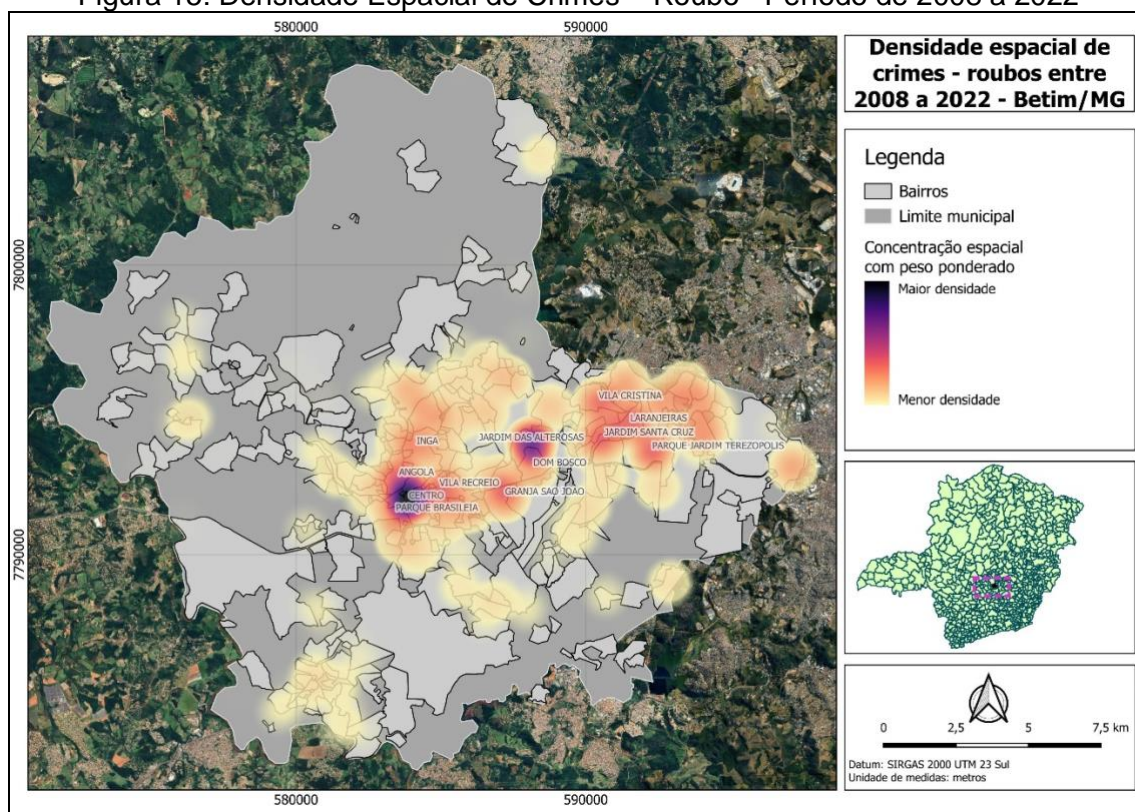 Figura 18: Densidade Espacial de Crimes – Roubo - Período de 2008 a 2022
580000
590000
7800000
7790000
VILA CRISTINA
LARANJEIRAS
JARDIM SANTA CRUZ
PARQUE JARDIM TEREZOPOLIS
INGA
JARDIM DAS ALTEROSAS
DOM BOSCO
ANGOLA
VILA RECREIO
GRANJA SAO JOÃO
CENTRO
PARQUE BRASILEIA
580000
590000
Densidade espacial de
crimes - roubos entre
2008 a 2022 - Betim/MG
Legenda
Bairros
Limite municipal
Concentração espacial
com peso ponderado
Maior densidade
Menor densidade
0 2,5 5 7,5 km
Datum: SIRGAS 2000 UTM 23 Sul
Unidade de medidas: metros